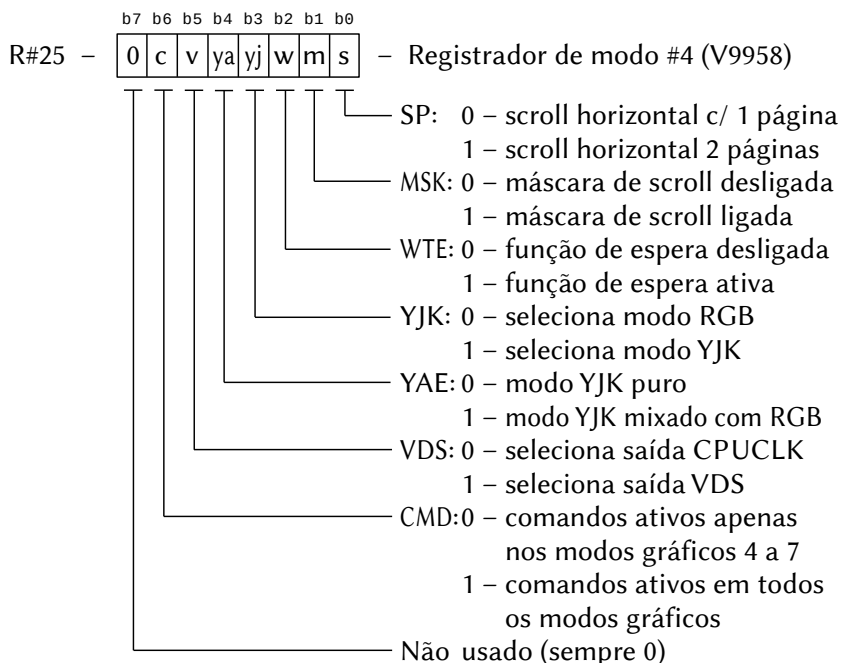 b7 b6 b5 b4 b3 b2 b1 b0
R#25 – 0 c v ya yj w m s – Registrador de modo #4 (V9958)
SP: 0 – scroll horizontal c/ 1 página
1 – scroll horizontal 2 páginas
MSK: 0 – máscara de scroll desligada
1 – máscara de scroll ligada
WTE: 0 – função de espera desligada
1 – função de espera ativa
YJK: 0 – seleciona modo RGB
1 – seleciona modo YJK
YAE: 0 – modo YJK puro
1 – modo YJK mixado com RGB
VDS: 0 – seleciona saída CPUCLK
1 – seleciona saída VDS
CMD: 0 – comandos ativos apenas
nos modos gráficos 4 a 7
1 – comandos ativos em todos
os modos gráficos
Não usado (sempre 0)